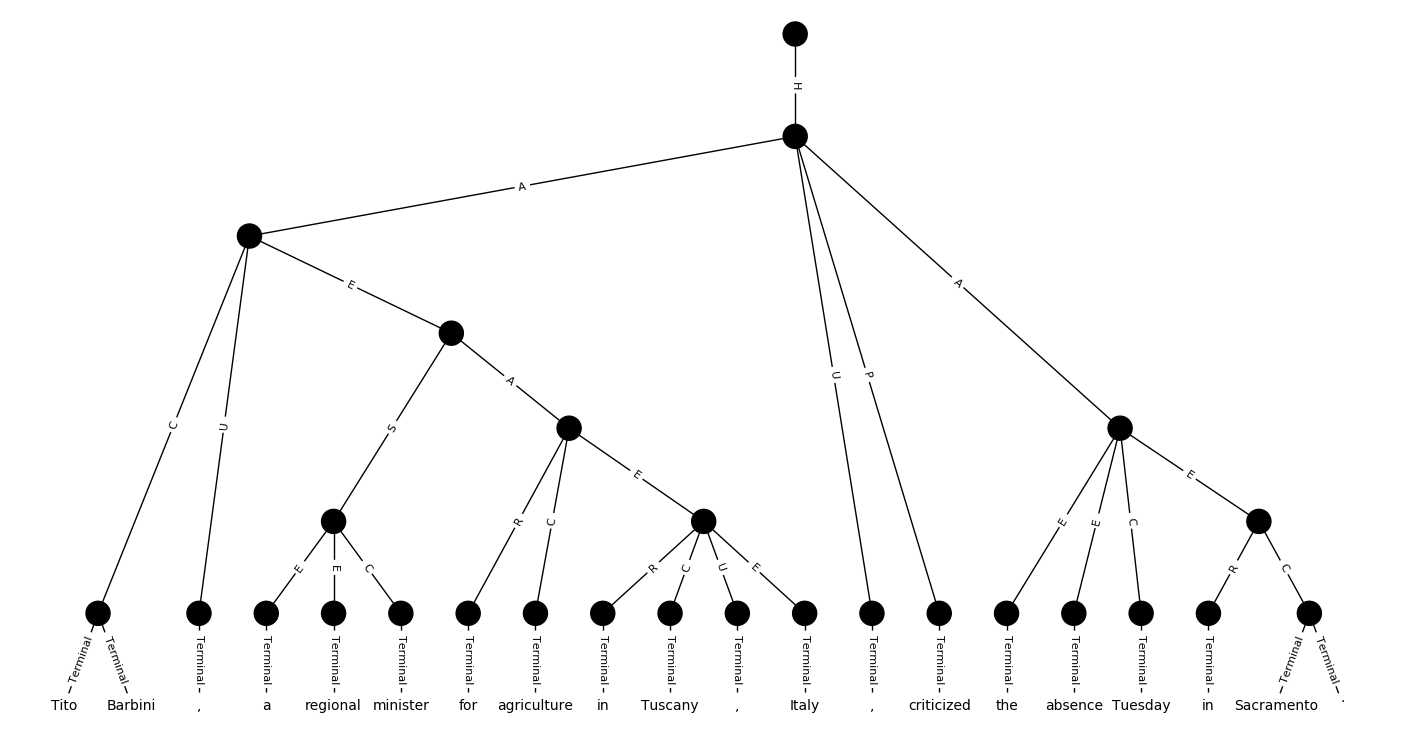 H
A
E
A
U
P
A
C
U
S
E
E
R
C
E
E
C
E
E
C
R
C
U
E
R
C
Terminal Terminal Terminal Terminal Terminal Terminal Terminal Terminal Terminal Terminal Terminal Terminal Terminal Terminal Terminal Terminal Terminal Terminal Terminal Terminal
Tito Barbini , a regional minister for agriculture in Tuscany , Italy , criticized the absence Tuesday in Sacramento .